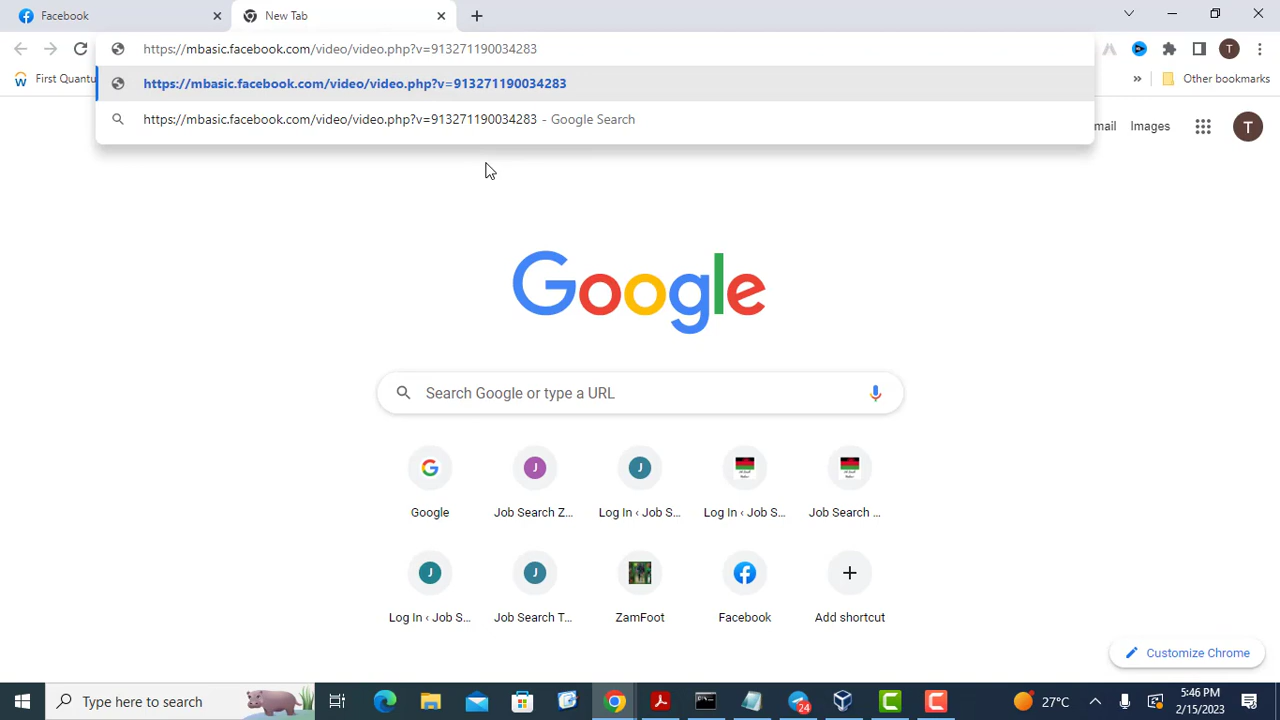 Facebook
New Tab
https://mbasic.facebook.com/video/video.php?v=913271190034283
First Quantu
https://mbasic.facebook.com/video/video.php?v=913271190034283
Other bookmarks
https://mbasic.facebook.com/video/video.php?v=913271190034283 - Google Search
mail
Images
T
T
Google
Search Google or type a URL
G
J
J
Google
Job Search Z...
Log In ‹ Job S...
Log In ‹ Job S...
Job Search ...
J
J
Log In ‹ Job S...
Job Search T...
ZamFoot
Facebook
Add shortcut
Customize Chrome
Type here to search
24
27°C
5:46 PM
2/15/2023